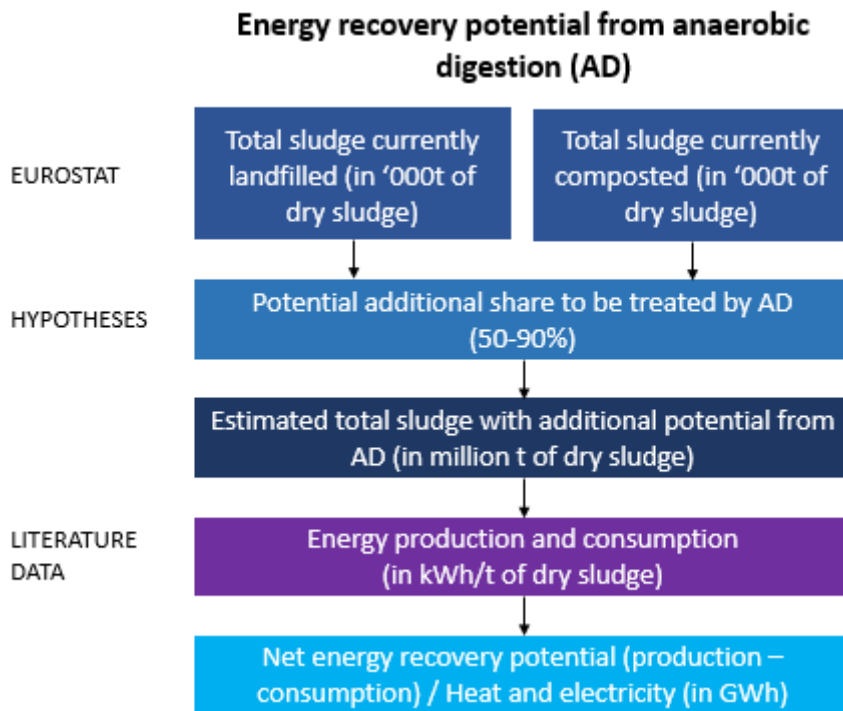 Energy recovery potential from anaerobic
digestion (AD)
EUROSTAT
Total sludge currently
landfilled (in ‘000t of
dry sludge)
Total sludge currently
composted (in ‘000t of
dry sludge)
HYPOTHESES
Potential additional share to be treated by AD
(50-90%)
Estimated total sludge with additional potential from
AD (in million t of dry sludge)
LITERATURE
DATA
Energy production and consumption
(in kWh/t of dry sludge)
Net energy recovery potential (production –
consumption) / Heat and electricity (in GWh)